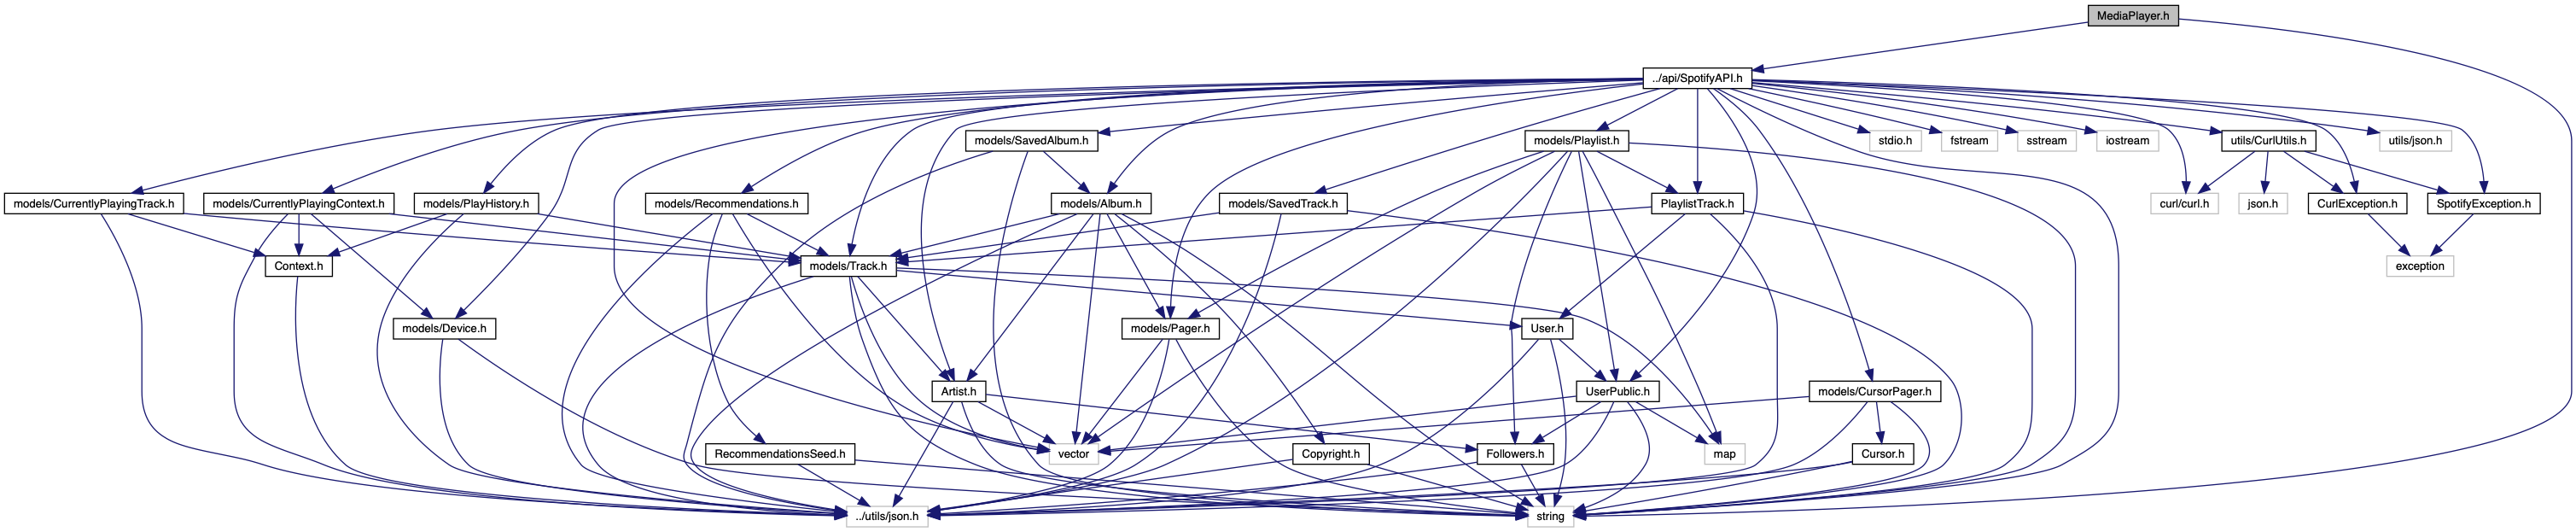 MediaPlayer.h
../api/SpotifyAPI.h
models/SavedAlbum.h
models/Playlist.h
stdio.h
fstream
sstream
iostream
utils/CurlUtils.h
utils/json.h
models/CurrentlyPlayingTrack.h
models/CurrentlyPlayingContext.h
models/PlayHistory.h
models/Recommendations.h
models/Album.h
models/SavedTrack.h
PlaylistTrack.h
curl/curl.h
json.h
CurlException.h
SpotifyException.h
Context.h
models/Track.h
exception
models/Device.h
models/Pager.h
User.h
Artist.h
UserPublic.h
models/CursorPager.h
RecommendationsSeed.h
vector
Copyright.h
Followers.h
map
Cursor.h
../utils/json.h
string